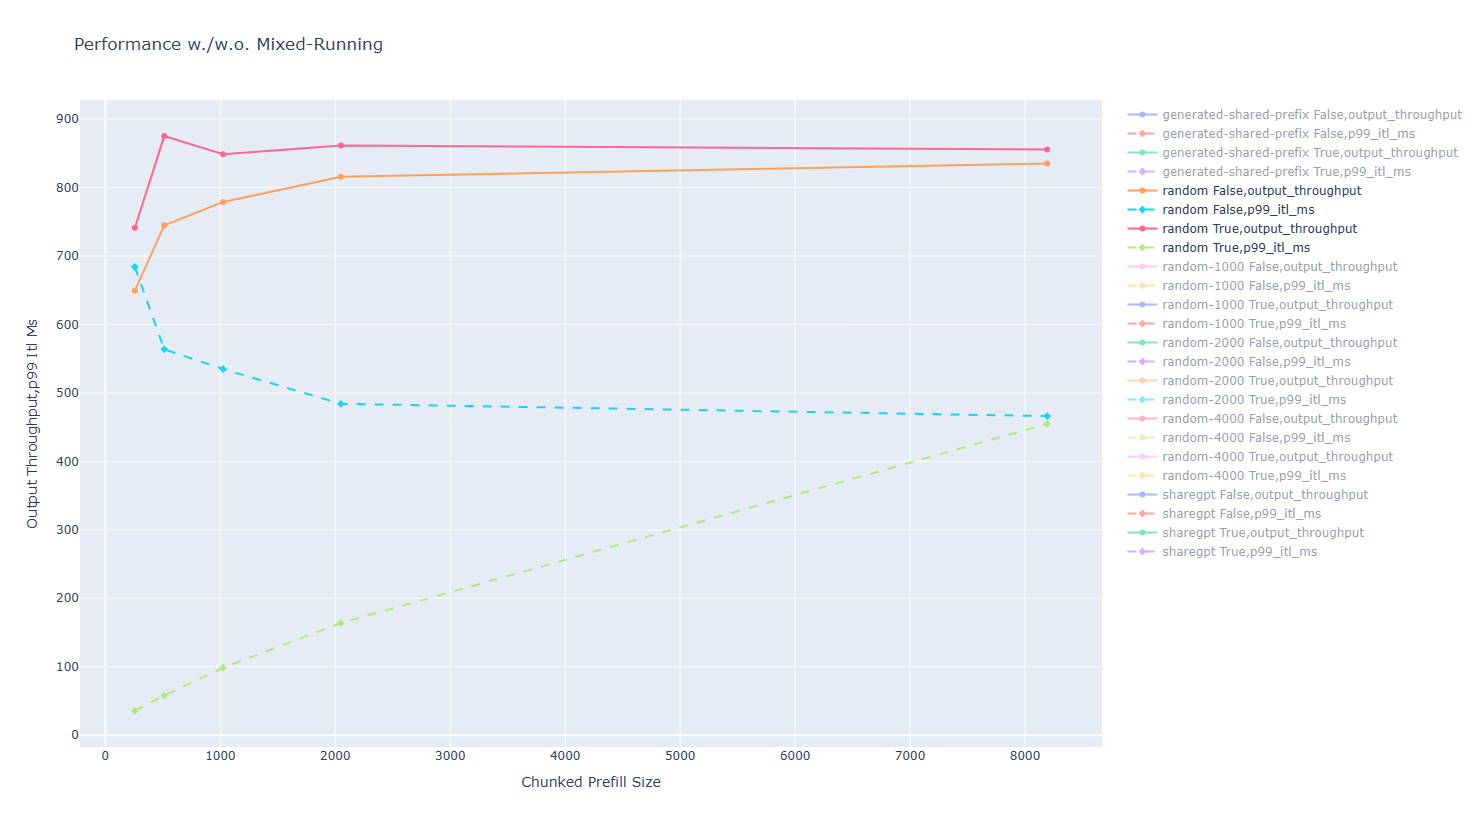 Performance w./w.o. Mixed-Running
900
800
700
600
500
400
300
200
100
0
Output Throughput,p99 Itl Ms
0 1000 2000 3000 4000 5000 6000 7000 8000
Chunked Prefill Size
generated-shared-prefix False,output_throughput
generated-shared-prefix False,p99_itl_ms
generated-shared-prefix True,output_throughput
generated-shared-prefix True,p99_itl_ms
random False,output_throughput
random False,p99_itl_ms
random True,output_throughput
random True,p99_itl_ms
random-1000 False,output_throughput
random-1000 False,p99_itl_ms
random-1000 True,output_throughput
random-1000 True,p99_itl_ms
random-2000 False,output_throughput
random-2000 False,p99_itl_ms
random-2000 True,output_throughput
random-2000 True,p99_itl_ms
random-4000 False,output_throughput
random-4000 False,p99_itl_ms
random-4000 True,output_throughput
random-4000 True,p99_itl_ms
sharegpt False,output_throughput
sharegpt False,p99_itl_ms
sharegpt True,output_throughput
sharegpt True,p99_itl_ms